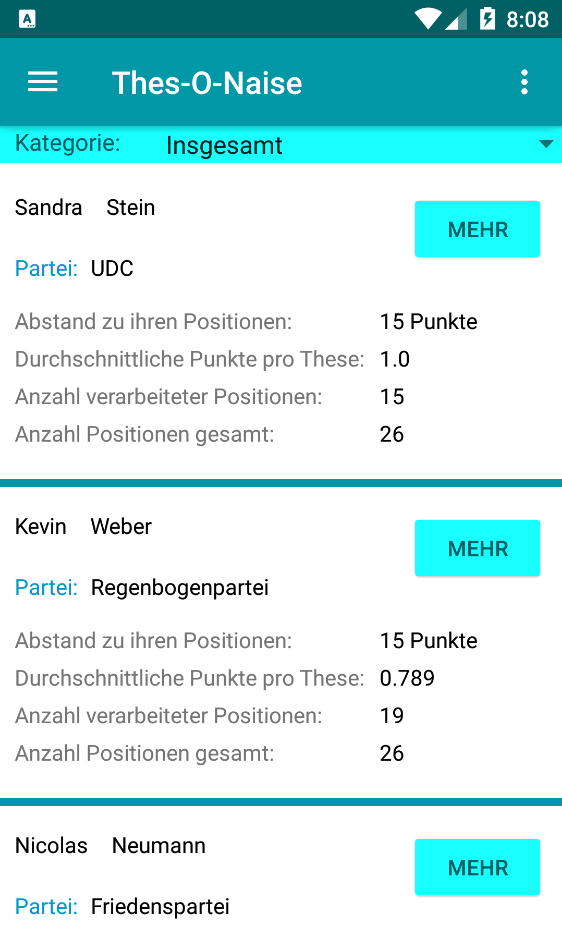 A
8:08
Thes-O-Naise
Kategorie: Insgesamt
Sandra Stein
MEHR
Partei: UDC
Abstand zu ihren Positionen: 15 Punkte
Durchschnittliche Punkte pro These: 1.0
Anzahl verarbeiteter Positionen: 15
Anzahl Positionen gesamt: 26
Kevin Weber
MEHR
Partei: Regenbogenpartei
Abstand zu ihren Positionen: 15 Punkte
Durchschnittliche Punkte pro These: 0.789
Anzahl verarbeiteter Positionen: 19
Anzahl Positionen gesamt: 26
Nicolas Neumann
MEHR
Partei: Friedenspartei